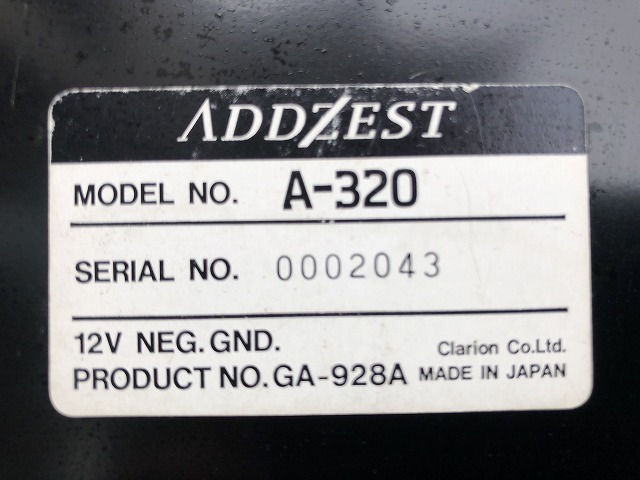 ADDZEST
MODEL NO. A-320
SERIAL NO. 0002043
12V NEG. GND. Clarion Co.Ltd.
PRODUCT NO. GA-928A MADE IN JAPAN